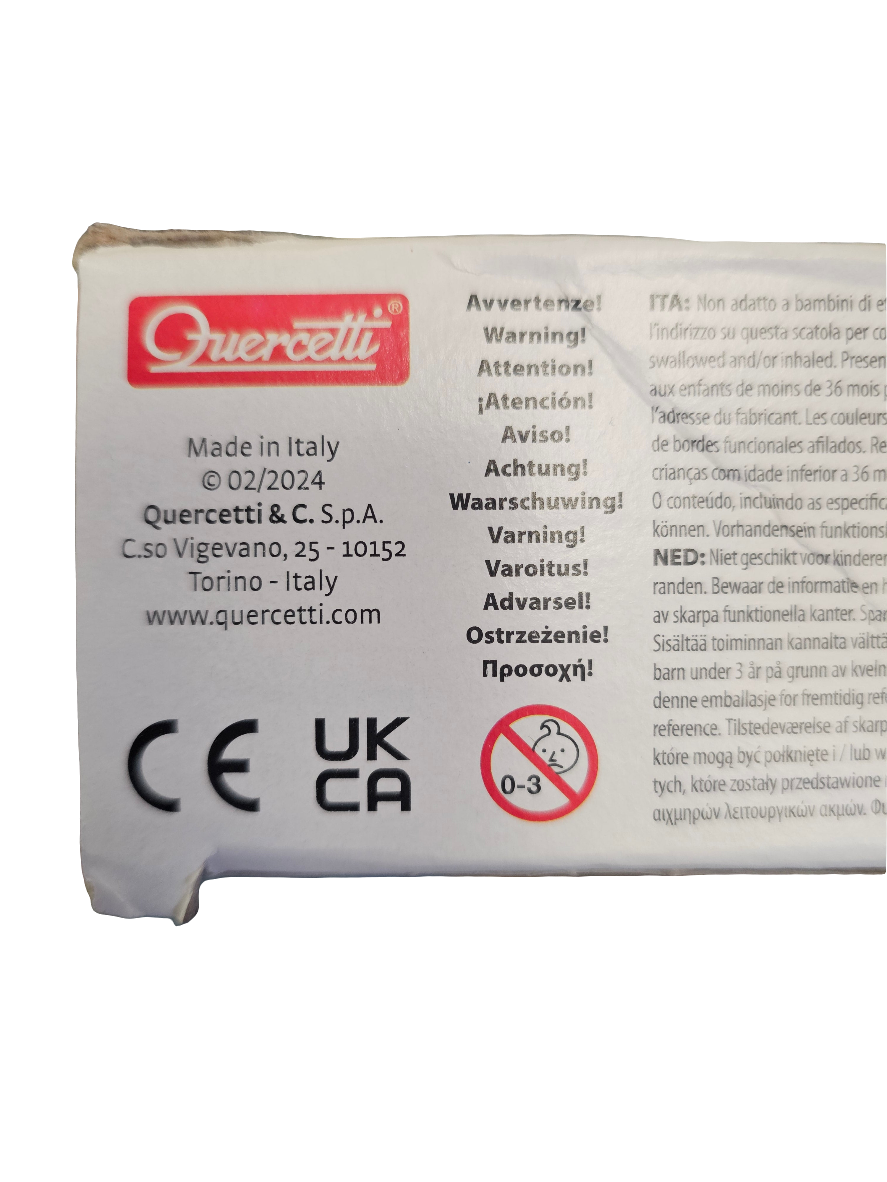 Quercetti®
Made in Italy
© 02/2024
Quercetti & C. S.p.A.
C.so Vigevano, 25 - 10152
Torino - Italy
www.quercetti.com
CE
UK
CA
Avvertenze!
Warning!
Attention!
¡Atención!
Aviso!
Achtung!
Waarschuwing!
Varning!
Varoitus!
Advarsel!
Ostrzeżenie!
Προσοχή!
0-3
ITA: Non adatto a bambini di
l'indirizzo su questa scatola per
swallowed and/or inhaled.
aux enfants de moins de 36 mois
l'adresse du fabricant. Les couleurs
de bordes funcionales afilados.
crianças com idade inferior a 36
O conteúdo, incluindo as
können. Vorhandensein
NED: Niet geschikt voor
randen. Bewaar de informatie en
av skarpa funktionella kanter.
Sisältää toiminnan kannalta
barn under 3 år på grunn av
denne emballasje for fremtidig
reference. Tilstedeværelse af
które mogą być połknięte i / lub
tych, które zostały przedstawione
αιχμηρών λειτουργικών ακμών.